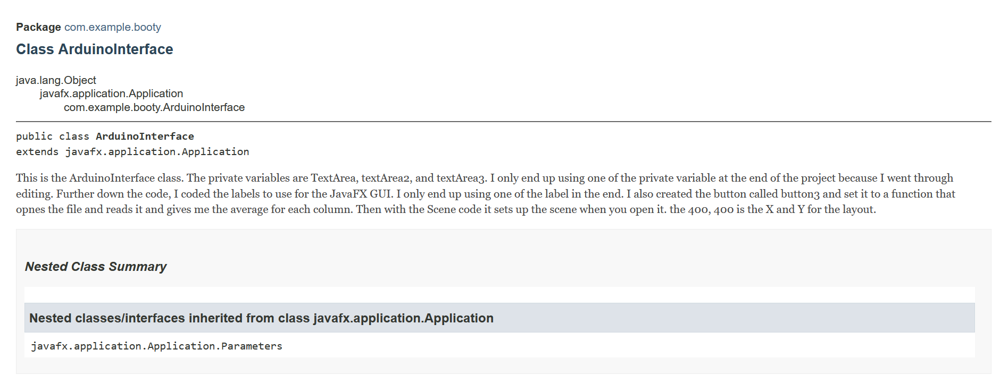 Package com.example.booty
Class ArduinoInterface
java.lang.Object
javafx.application.Application
com.example.booty.ArduinoInterface
public class ArduinoInterface
extends javafx.application.Application
This is the ArduinoInterface class. The private variables are TextArea, textArea2, and textArea3. I only end up using one of the private variable at the end of the project because I went through
editing. Further down the code, I coded the labels to use for the JavaFX GUI. I only end up using one of the label in the end. I also created the button called button3 and set it to a function that
opnes the file and reads it and gives me the average for each column. Then with the Scene code it sets up the scene when you open it. the 400, 400 is the X and Y for the layout.
Nested Class Summary
Nested classes/interfaces inherited from class javafx.application.Application
javafx.application.Application.Parameters